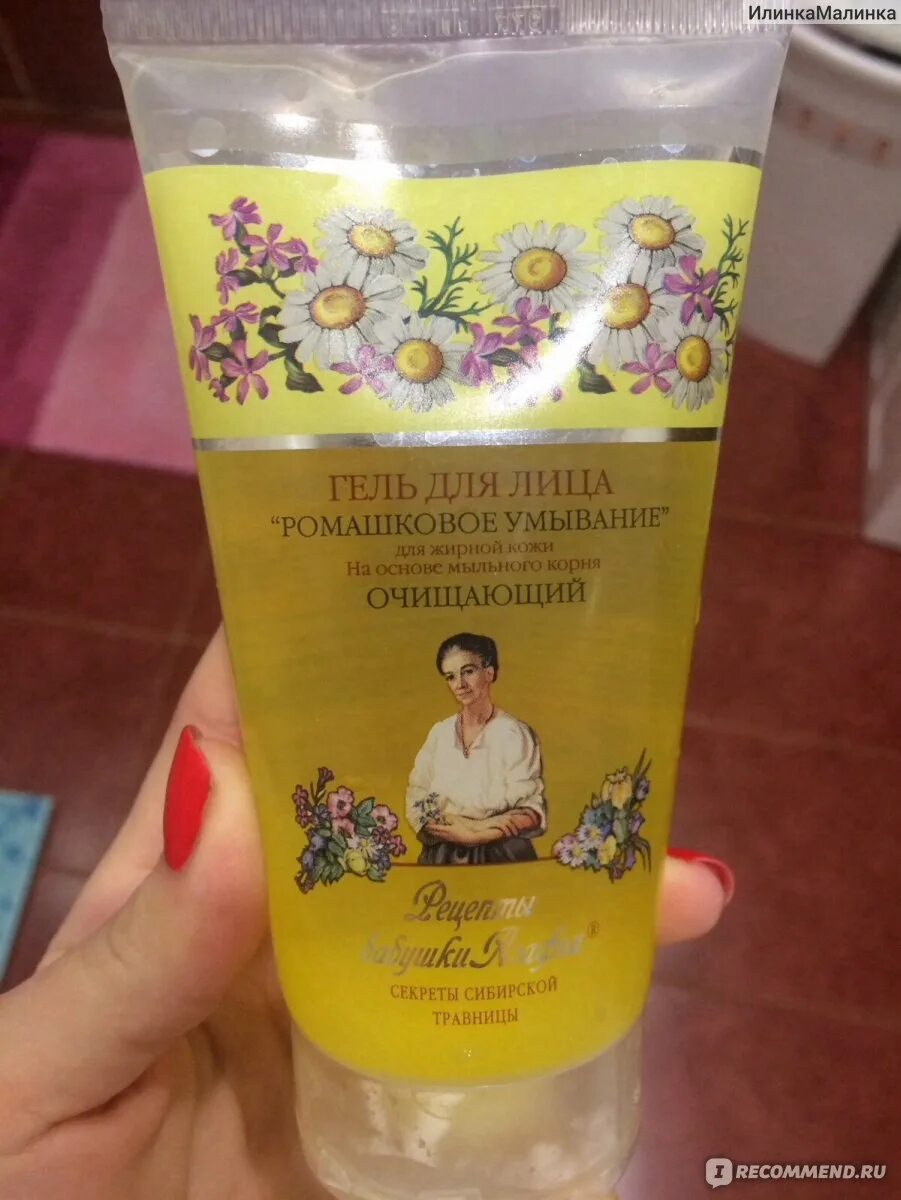 ИлинкаМалинка
ГЕЛЬ ДЛЯ ЛИЦА
"РОМАШКОВОЕ УМЫВАНИЕ"
для жирной кожи
На основе мыльного корня
ОЧИЩАЮЩИЙ
Рецепты
бабушки Агафьи®
СЕКРЕТЫ СИБИРСКОЙ
ТРАВНИЦЫ
IRECOMMEND.RU